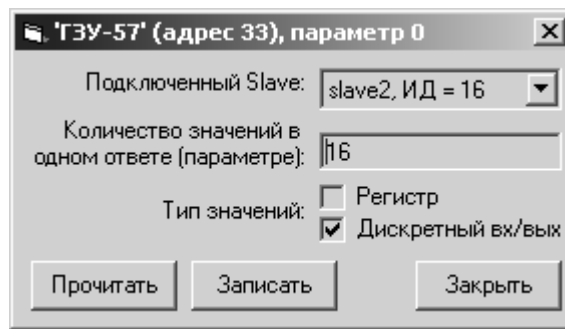 'ГЗУ-57' (адрес 33), параметр 0
Подключенный Slave: slave2, ИД = 16
Количество значений в
одном ответе (параметре): 16
Тип значений: Регистр
Дискретный вх/вых
Прочитать Записать Закрыть